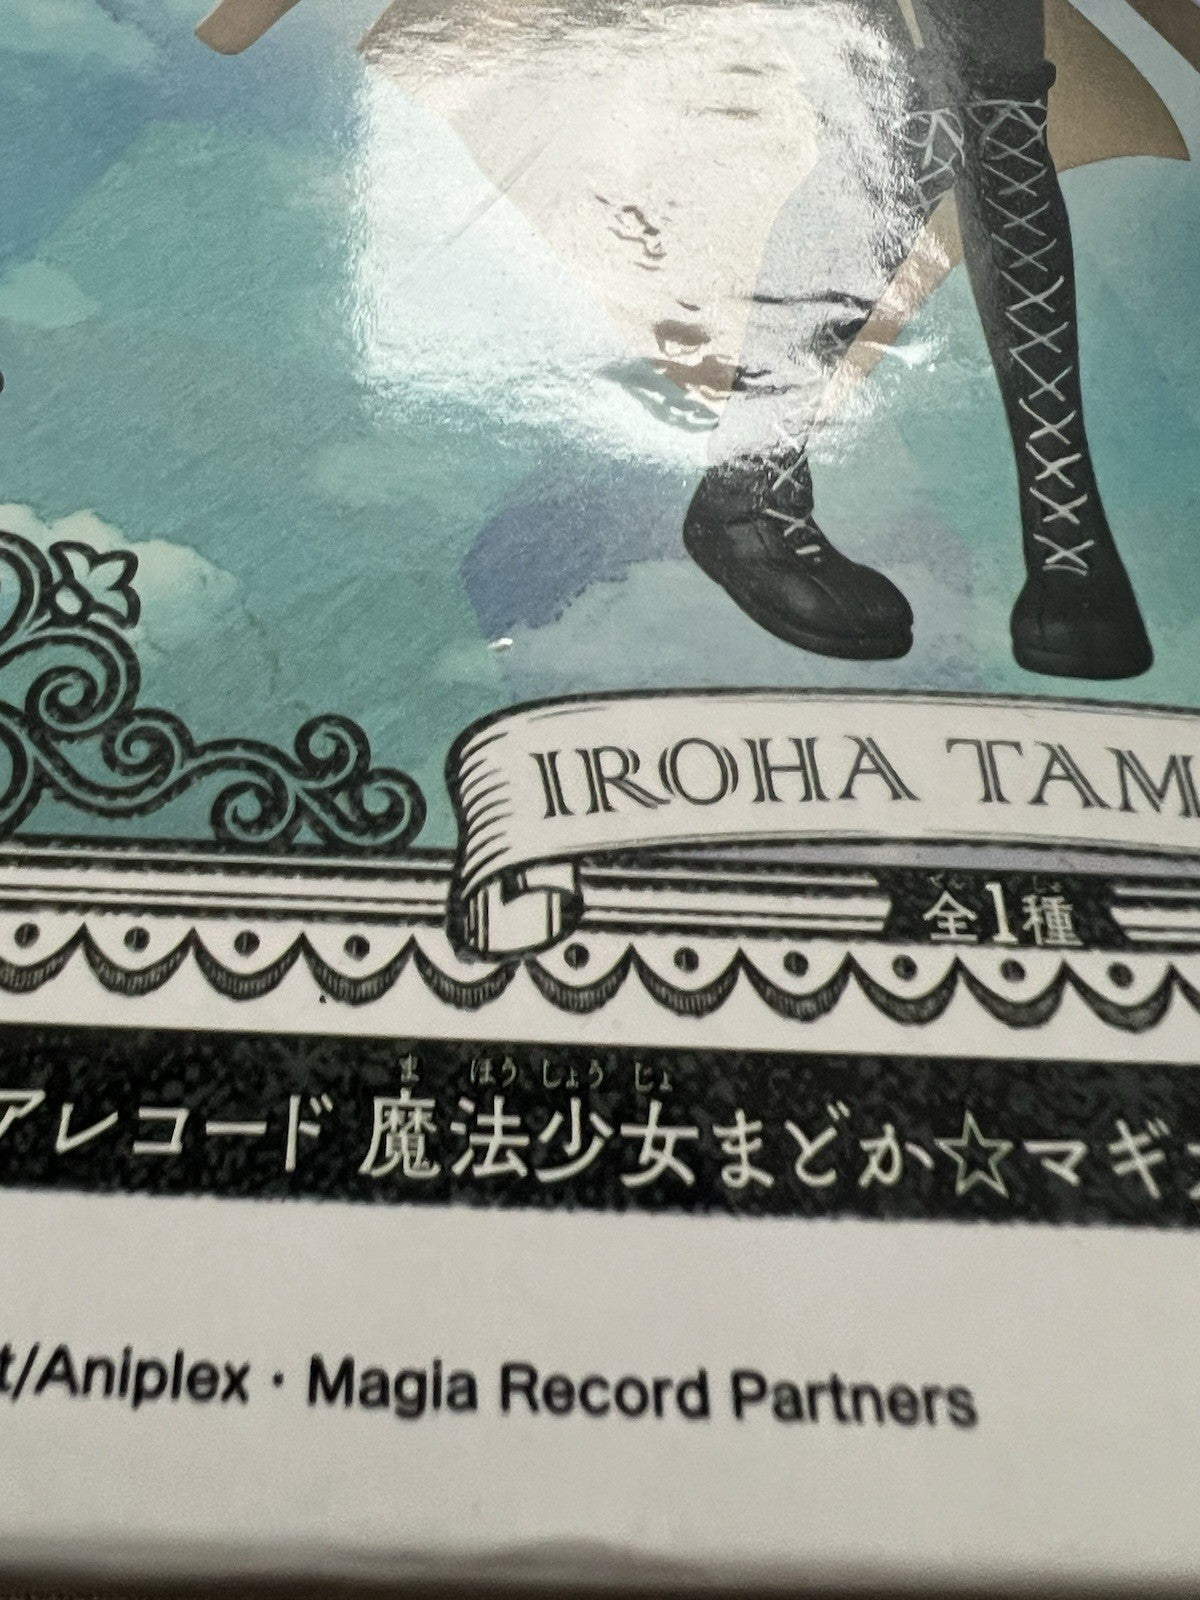 IROHA TAM
全1種
アレコード 魔法少女まどか☆マギ
t/Aniplex・Magia Record Partners